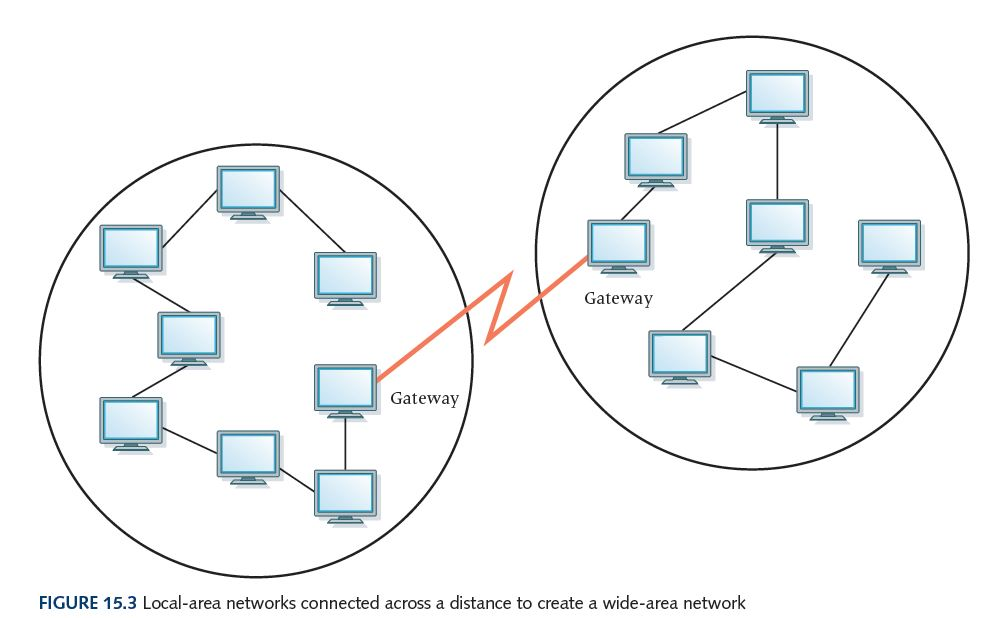 Gateway
Gateway
FIGURE 15.3 Local-area networks connected across a distance to create a wide-area network